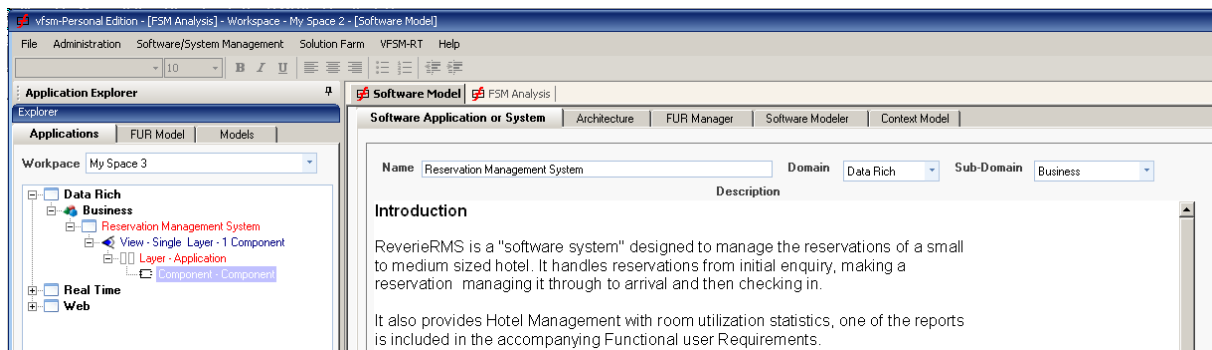 vfsm-Personal Edition - [FSM Analysis] - Workspace - My Space 2 - [Software Model]
File Administration Software/System Management Solution Farm VFSM-RT Help
10 B I U
Application Explorer
Software Model FSM Analysis
Explorer
Software Application or System Architecture FUR Manager Software Modeler Context Model
Applications FUR Model Models
Workpace My Space 3
Name Reservation Management System Domain Data Rich Sub-Domain Business
Description
Data Rich
Business
Reservation Management System
View - Single Layer - 1 Component
Layer - Application
Component - Component
Real Time
Web
Introduction
ReverieRMS is a "software system" designed to manage the reservations of a small
to medium sized hotel. It handles reservations from initial enquiry, making a
reservation managing it through to arrival and then checking in.
It also provides Hotel Management with room utilization statistics, one of the reports
is included in the accompanying Functional user Requirements.